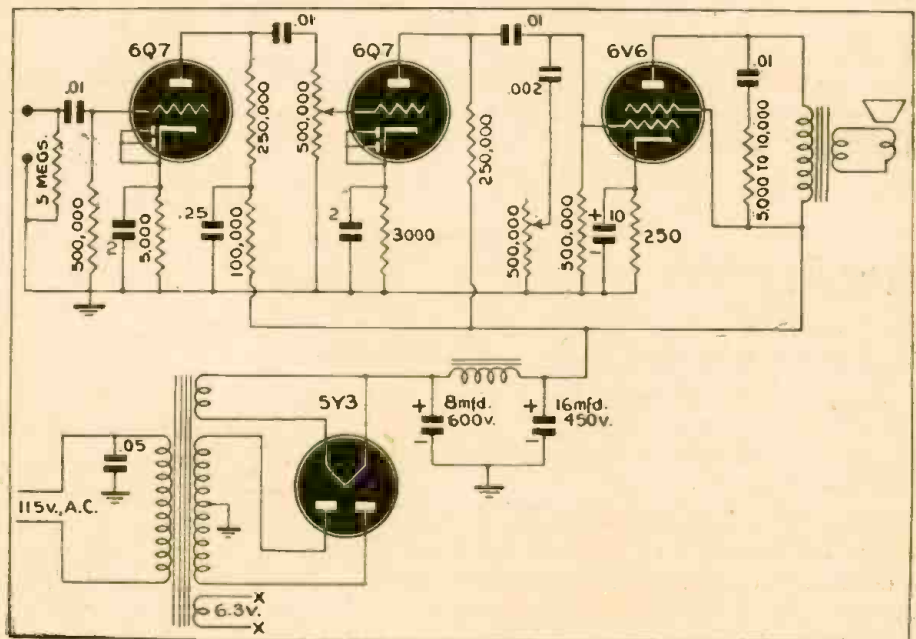 6Q7
.01
6Q7
.01
6V6
.01
.01
5 MEGS.
500,000
2
5,000
.25
250,000
100,000
500,000
2
3000
250,000
.002
500,000
500,000
+ 10
-
250
5,000 TO 10,000
115v., A.C.
.05
5Y3
+
-
8mfd.
600v.
+
-
16mfd.
450v.
6.3v.
X
X